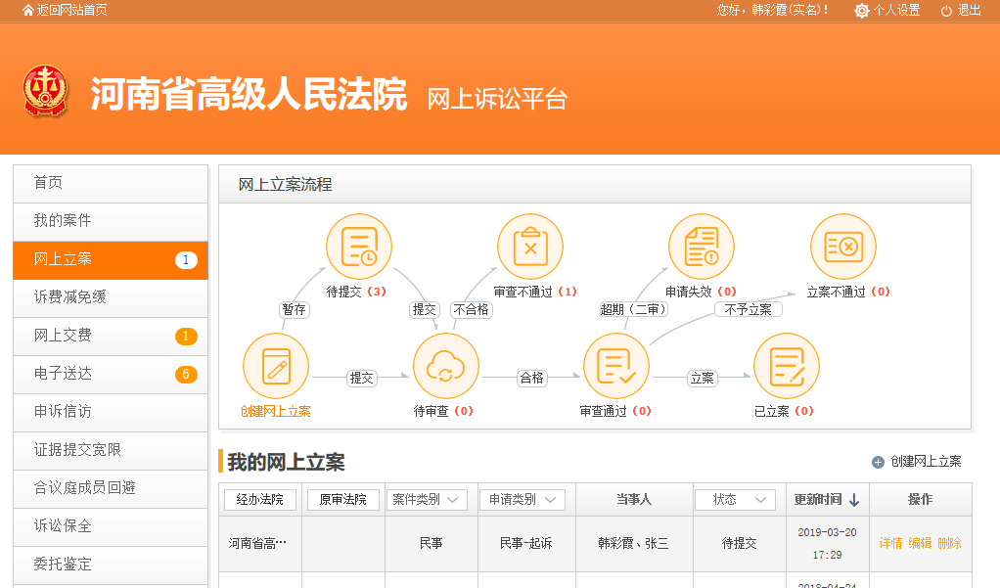 返回网站首页 您好，韩彩霞(实名)！ 个人设置 退出
河南省高级人民法院 网上诉讼平台
首页
我的案件
网上立案 1
诉费减免缓
网上交费 1
电子送达 6
申诉信访
证据提交宽限
合议庭成员回避
诉讼保全
委托鉴定
网上立案流程
待提交（3） 审查不通过（1） 申请失效（0） 立案不通过（0）
暂存 提交 不合格 超期（二审） 不予立案
提交 合格 立案
创建网上立案 待审查（0） 审查通过（0） 已立案（0）
我的网上立案 创建网上立案
经办法院 原审法院 案件类别 申请类别 当事人 状态 更新时间 操作
河南省高… 民事 民事-起诉 韩彩霞、张三 待提交 2019-03-20 17:29 详情 编辑 删除
2018-04-24